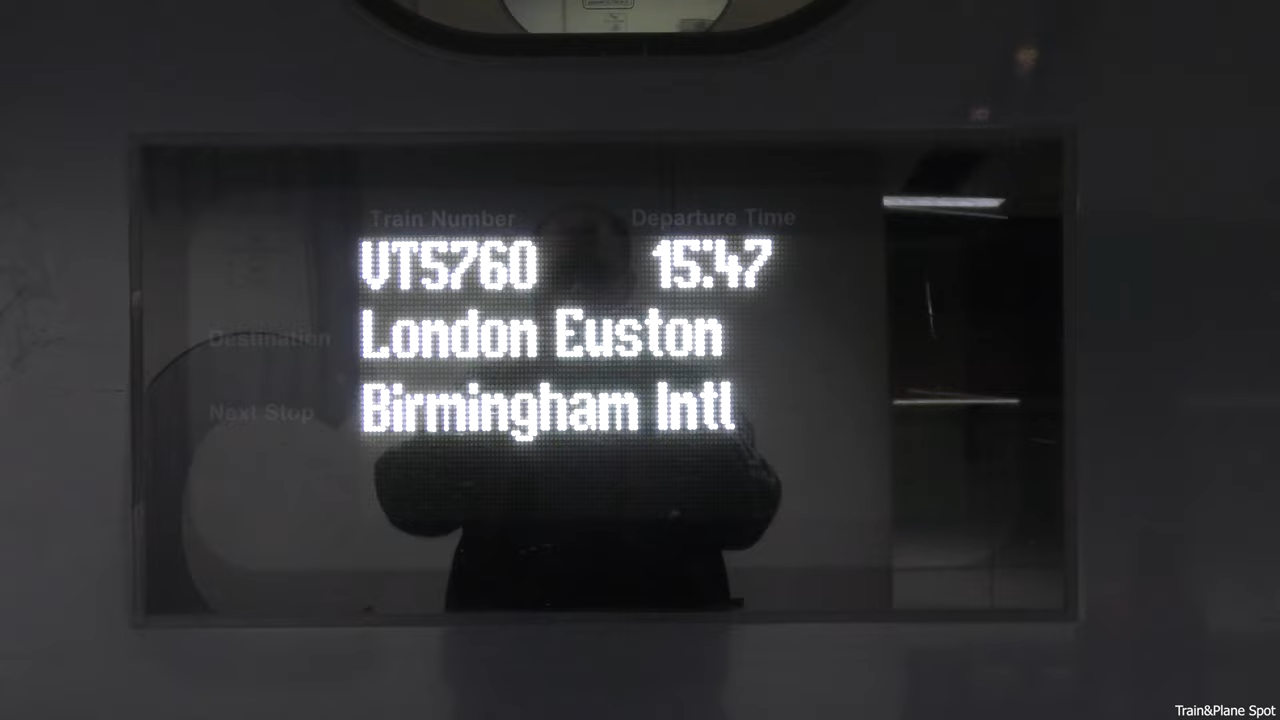 Train Number Departure Time
VT5760 15:47
Destination London Euston
Next Stop Birmingham Intl
Train&Plane Spot